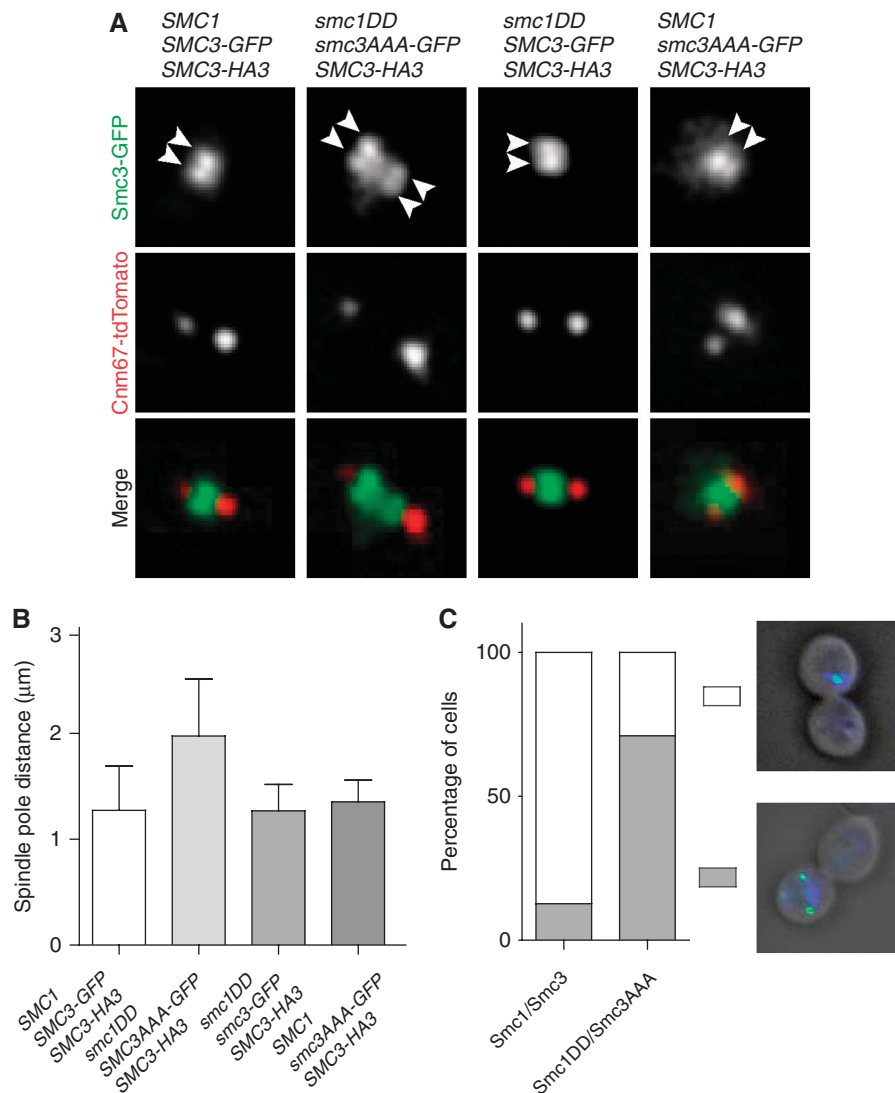 A
SMC1
SMC3-GFP
SMC3-HA3
smc1DD
smc3AAA-GFP
SMC3-HA3
smc1DD
SMC3-GFP
SMC3-HA3
SMC1
smc3AAA-GFP
SMC3-HA3
Smc3-GFP
Cnm67-tdTomato
Merge
B
Spindle pole distance (μm)
3
2
1
0
SMC1
SMC3-GFP
SMC3-HA3
smc1DD
SMC3AAA-GFP
SMC3-HA3
smc1DD
smc3-GFP
SMC3-HA3
SMC1
smc3AAA-GFP
SMC3-HA3
C
Percentage of cells
100
50
0
Smc1/Smc3
Smc1DD/Smc3AAA